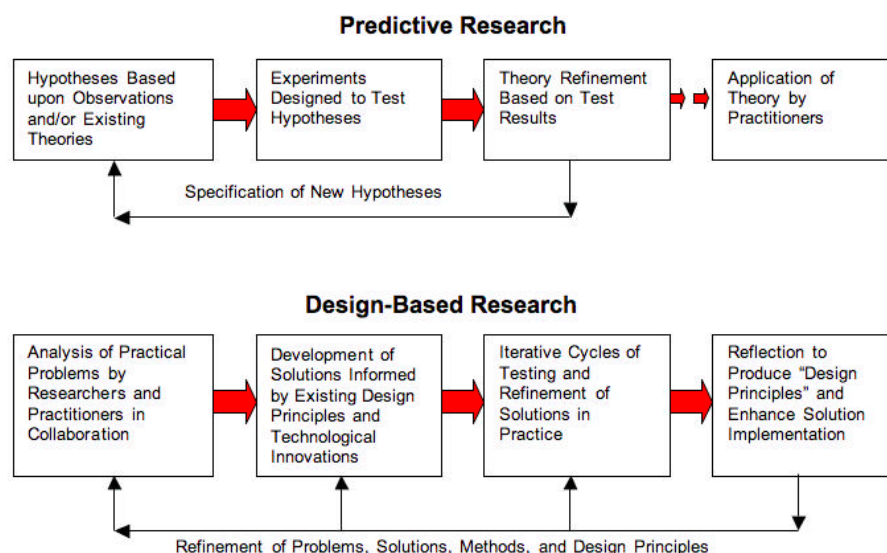 Predictive Research
Hypotheses Based
upon Observations
and/or Existing
Theories
Experiments
Designed to Test
Hypotheses
Theory Refinement
Based on Test
Results
Application of
Theory by
Practitioners
Specification of New Hypotheses
Design-Based Research
Analysis of Practical
Problems by
Researchers and
Practitioners in
Collaboration
Development of
Solutions Informed
by Existing Design
Principles and
Technological
Innovations
Iterative Cycles of
Testing and
Refinement of
Solutions in
Practice
Reflection to
Produce “Design
Principles” and
Enhance Solution
Implementation
Refinement of Problems, Solutions, Methods, and Design Principles